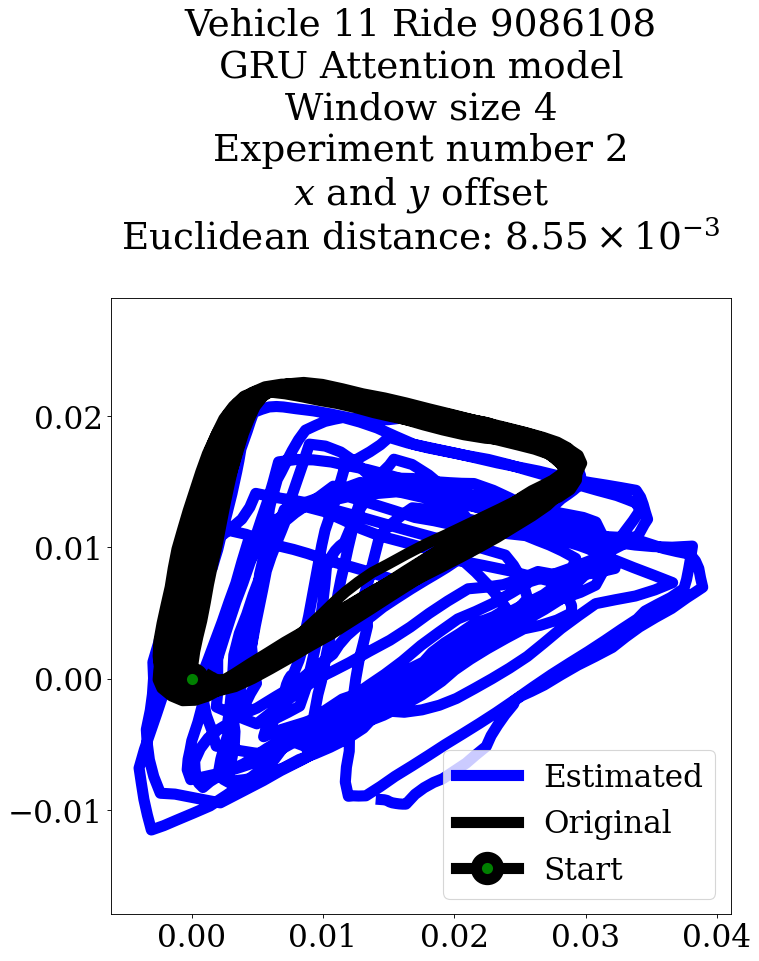 Vehicle 11 Ride 9086108
GRU Attention model
Window size 4
Experiment number 2
x and y offset
Euclidean distance: 8.55 × 10⁻³
0.02
0.01
0.00
−0.01
Estimated
Original
Start
0.00 0.01 0.02 0.03 0.04